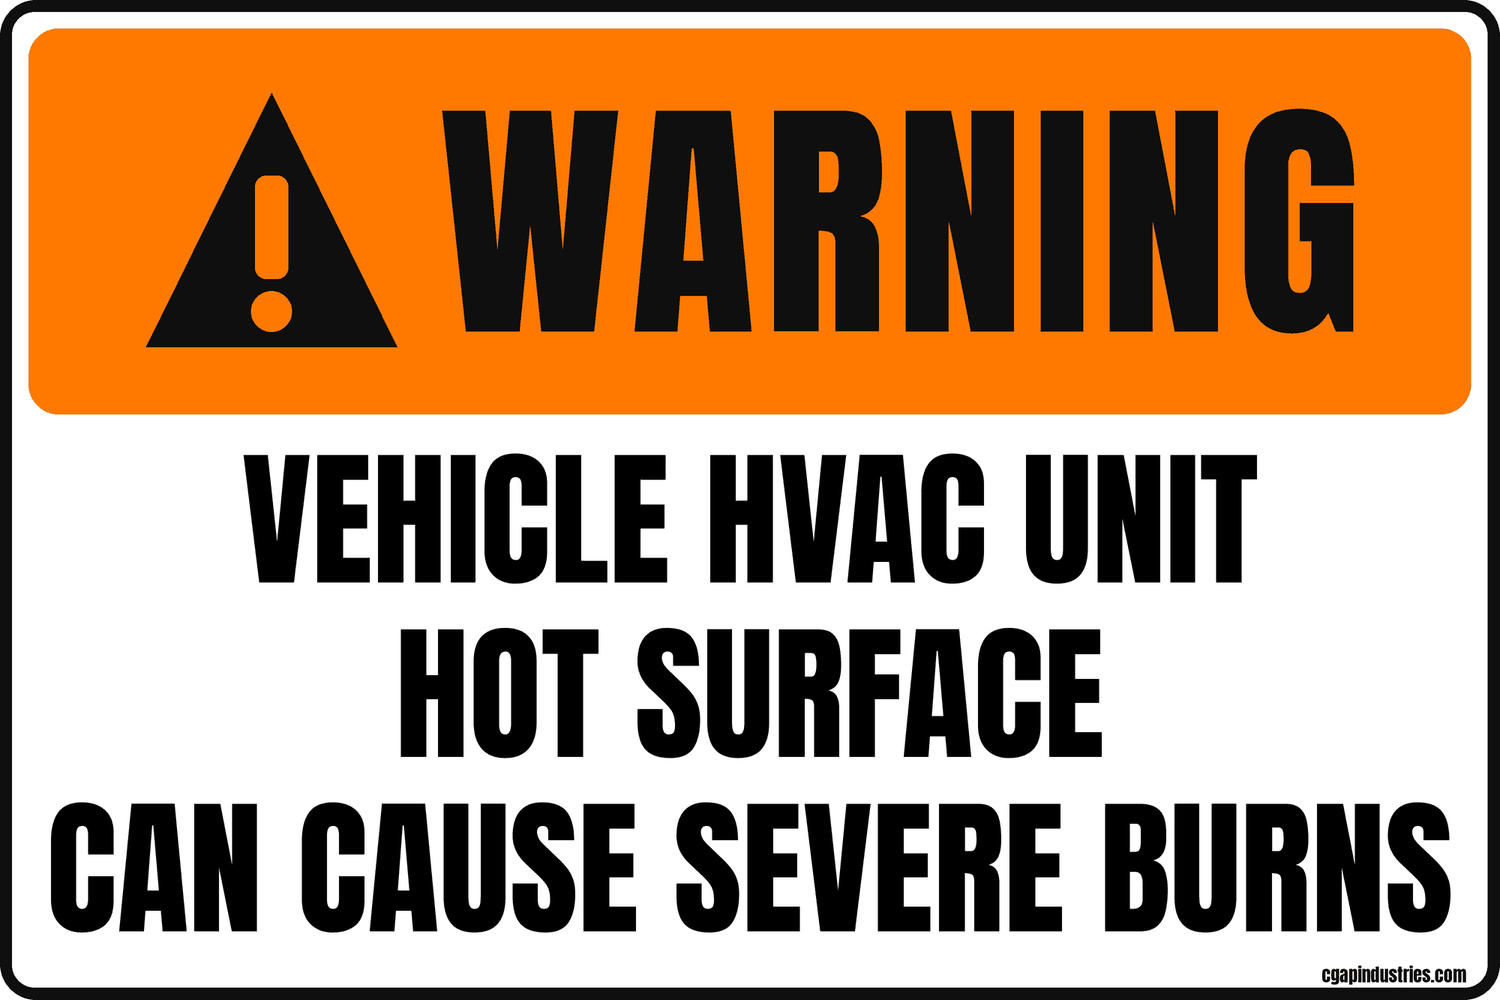 WARNING
VEHICLE HVAC UNIT
HOT SURFACE
CAN CAUSE SEVERE BURNS
cgapindustries.com